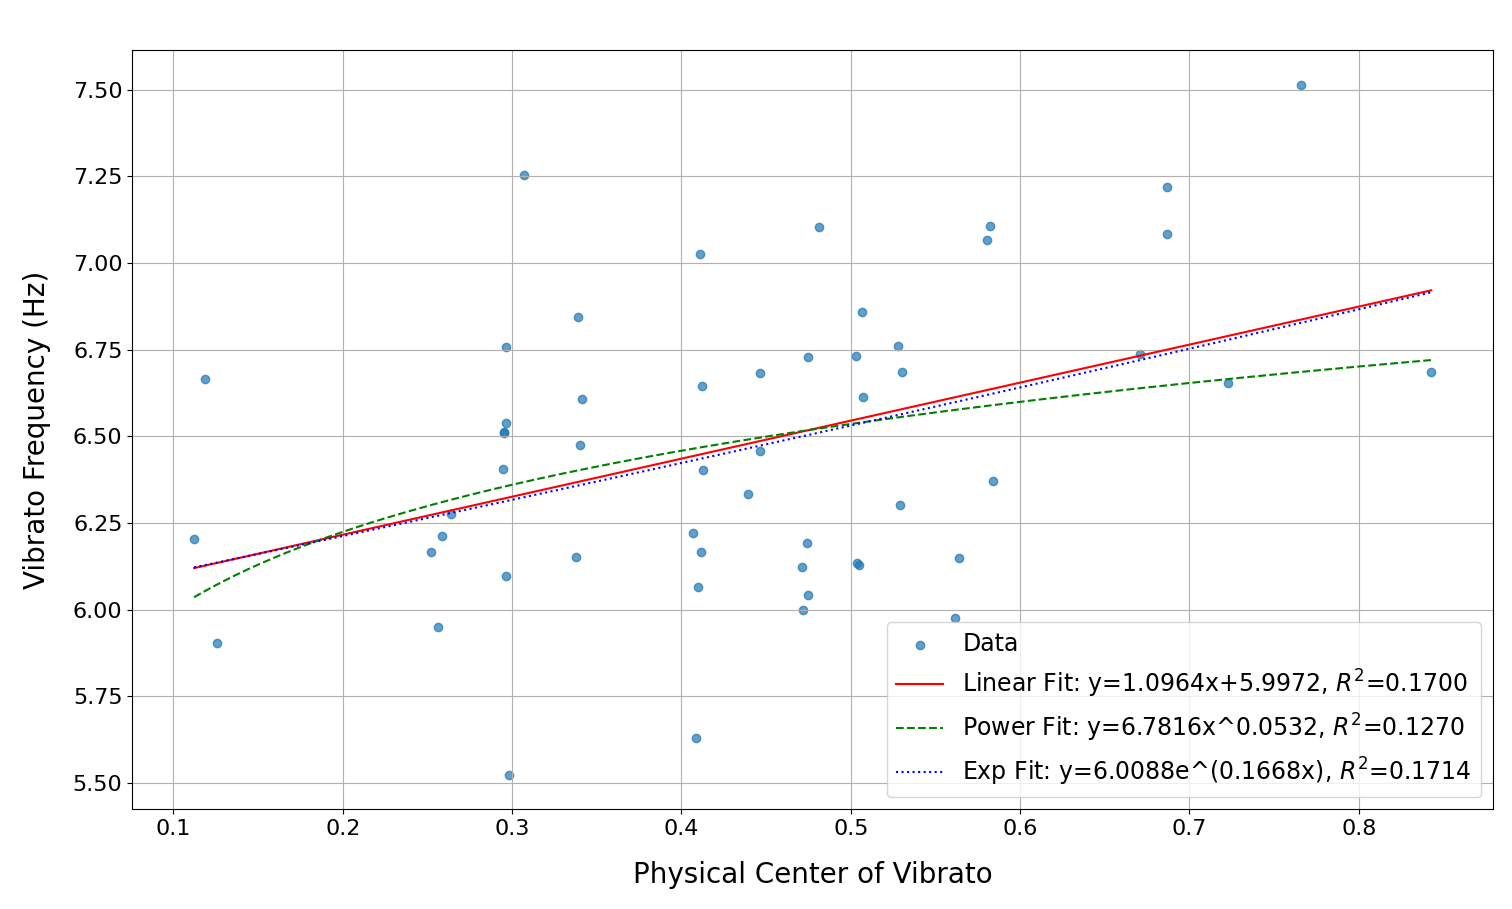 7.50
7.25
7.00
6.75
6.50
6.25
6.00
5.75
5.50
Vibrato Frequency (Hz)
Data
Linear Fit: y=1.0964x+5.9972, R²=0.1700
Power Fit: y=6.7816x^0.0532, R²=0.1270
Exp Fit: y=6.0088e^(0.1668x), R²=0.1714
0.1 0.2 0.3 0.4 0.5 0.6 0.7 0.8
Physical Center of Vibrato